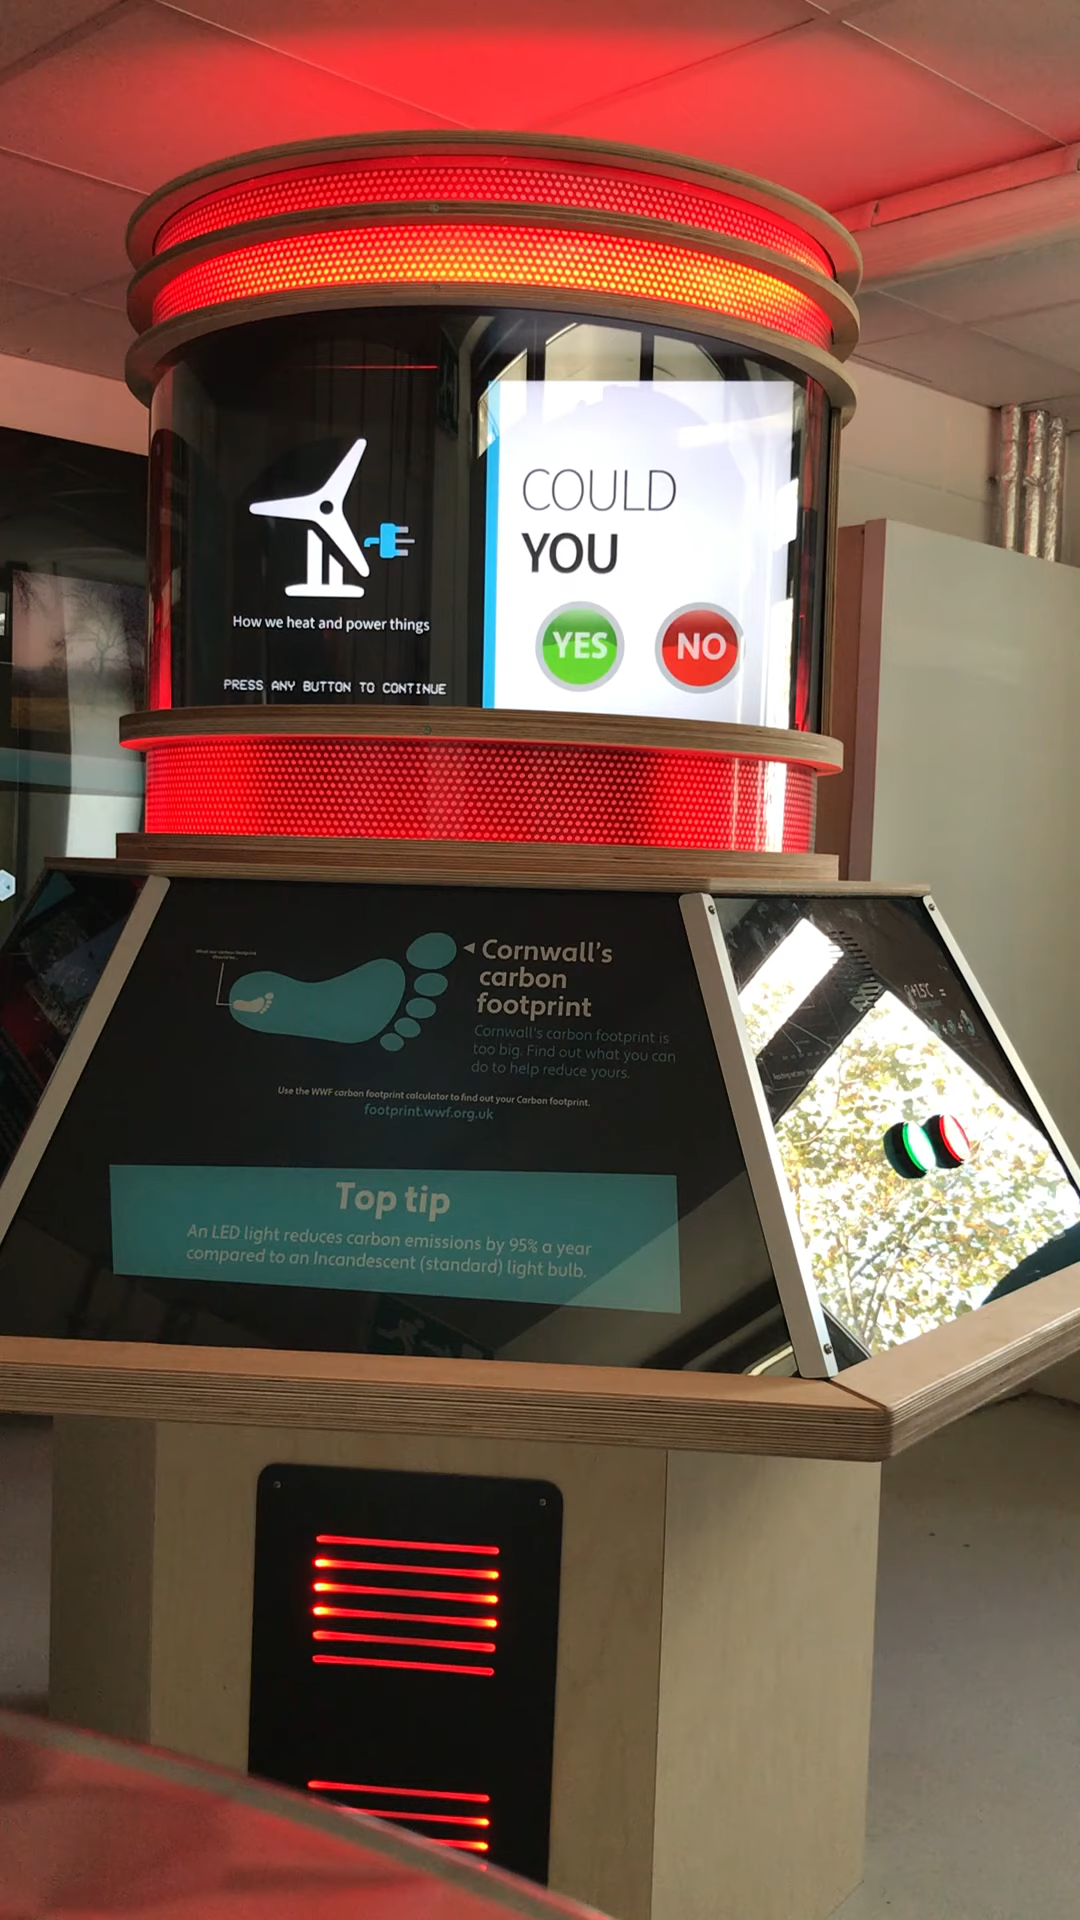 How we heat and power things
PRESS ANY BUTTON TO CONTINUE
COULD
YOU
YES
NO
Cornwall's
carbon
footprint
Cornwall's carbon footprint is
too big. Find out what you can
do to help reduce yours.
Use the WWF carbon footprint calculator to find out your Carbon footprint.
footprint.wwf.org.uk
Top tip
An LED light reduces carbon emissions by 95% a year
compared to an Incandescent (standard) light bulb.